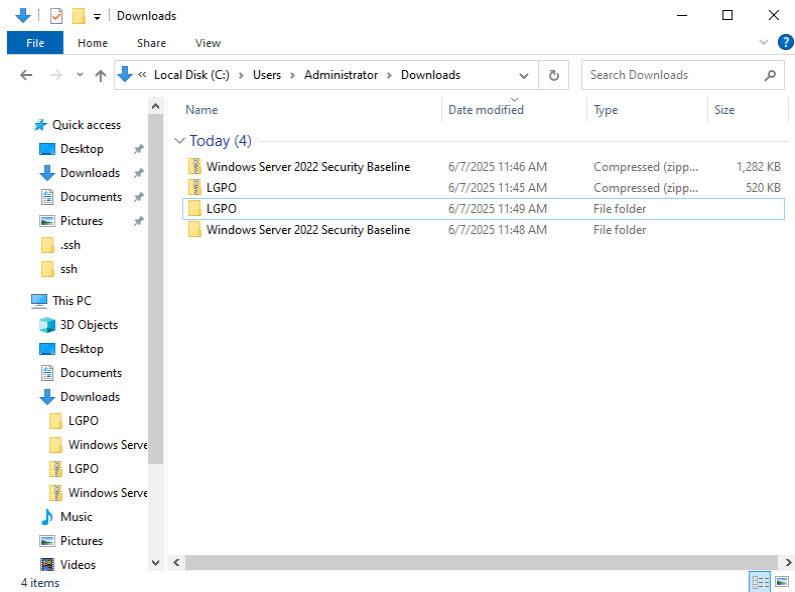 Downloads
File Home Share View
« Local Disk (C:) › Users › Administrator › Downloads Search Downloads
Name Date modified Type Size
Today (4)
Windows Server 2022 Security Baseline 6/7/2025 11:46 AM Compressed (zipp... 1,282 KB
LGPO 6/7/2025 11:45 AM Compressed (zipp... 520 KB
LGPO 6/7/2025 11:49 AM File folder
Windows Server 2022 Security Baseline 6/7/2025 11:48 AM File folder
Quick access
Desktop
Downloads
Documents
Pictures
.ssh
ssh
This PC
3D Objects
Desktop
Documents
Downloads
LGPO
Windows Serve
LGPO
Windows Serve
Music
Pictures
Videos
4 items